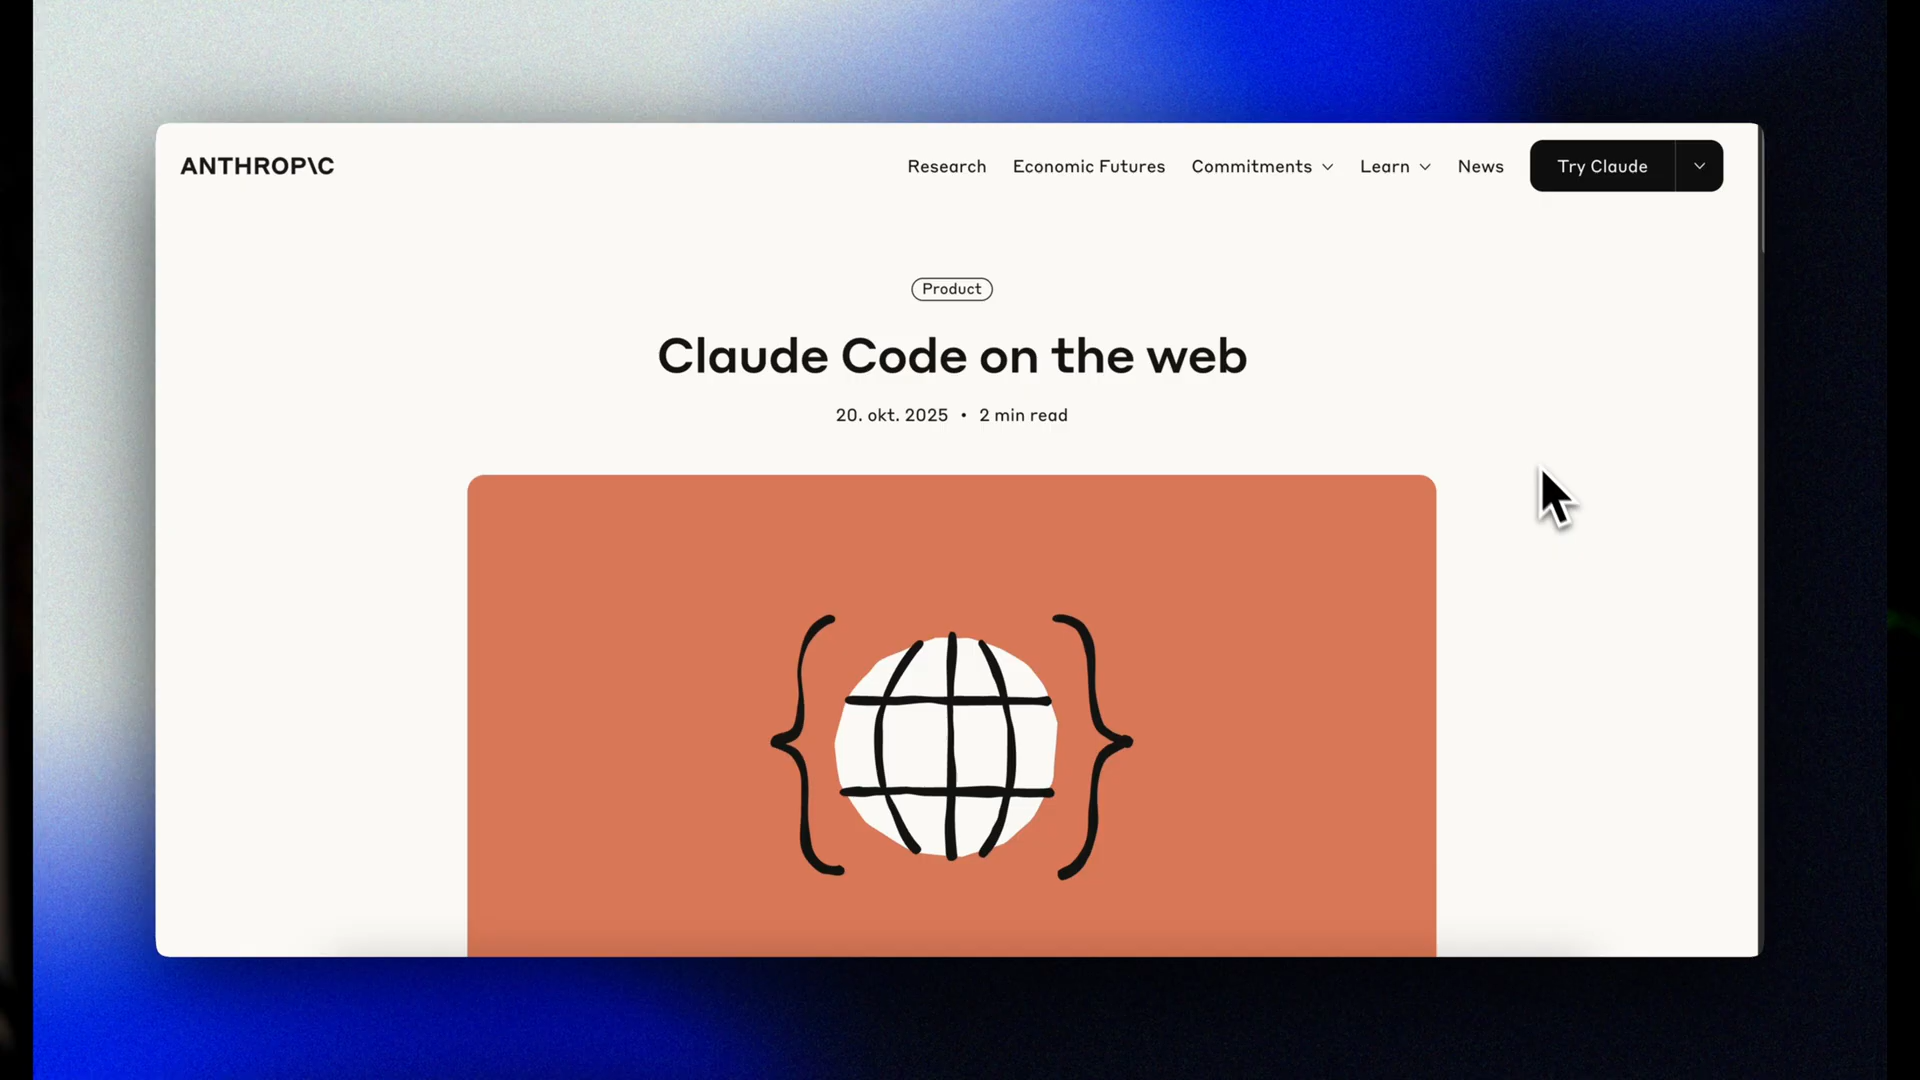 ANTHROP\C
Research Economic Futures Commitments Learn News Try Claude
Product
Claude Code on the web
20. okt. 2025 • 2 min read